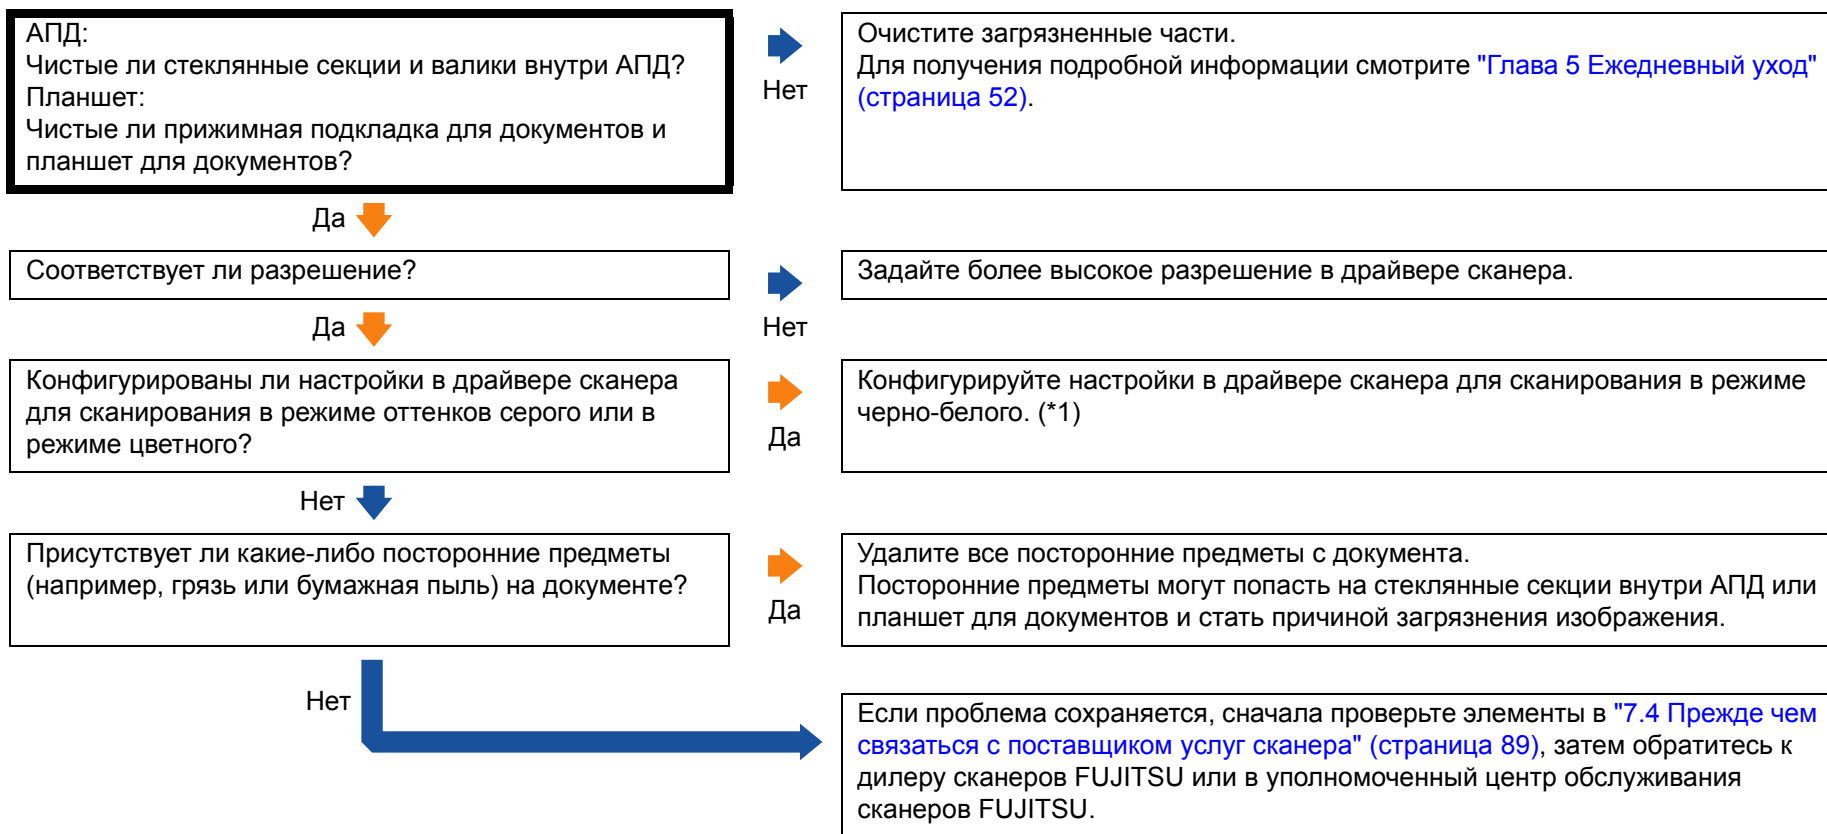 АПД:
Чистые ли стеклянные секции и валики внутри АПД?
Планшет:
Чистые ли прижимная подкладка для документов и
планшет для документов?
Нет
Очистите загрязненные части.
Для получения подробной информации смотрите "Глава 5 Ежедневный уход"
(страница 52).
Да
Соответствует ли разрешение?
Нет
Задайте более высокое разрешение в драйвере сканера.
Да
Конфигурированы ли настройки в драйвере сканера
для сканирования в режиме оттенков серого или в
режиме цветного?
Да
Конфигурируйте настройки в драйвере сканера для сканирования в режиме
черно-белого. (*1)
Нет
Присутствует ли какие-либо посторонние предметы
(например, грязь или бумажная пыль) на документе?
Да
Удалите все посторонние предметы с документа.
Посторонние предметы могут попасть на стеклянные секции внутри АПД или
планшет для документов и стать причиной загрязнения изображения.
Нет
Если проблема сохраняется, сначала проверьте элементы в "7.4 Прежде чем
связаться с поставщиком услуг сканера" (страница 89), затем обратитесь к
дилеру сканеров FUJITSU или в уполномоченный центр обслуживания
сканеров FUJITSU.